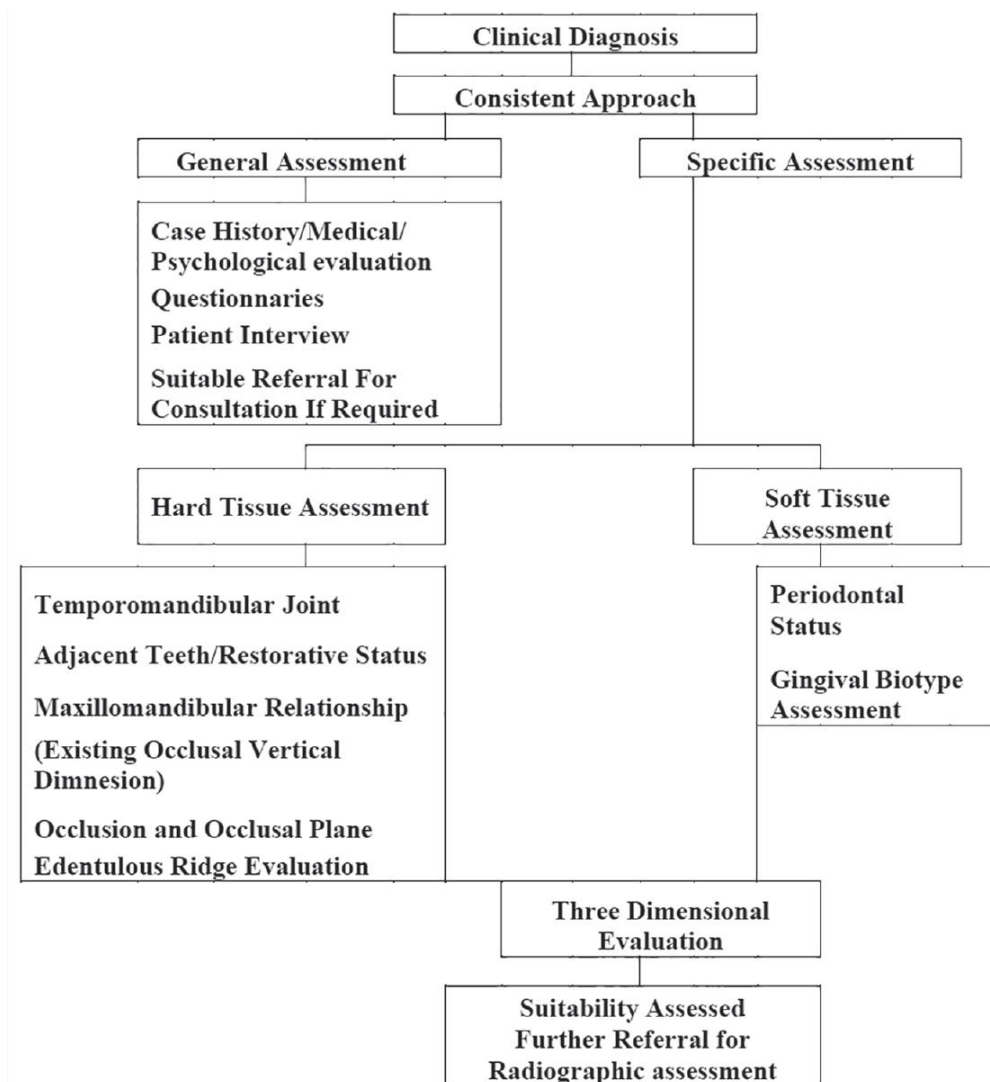 Clinical Diagnosis
Consistent Approach
General Assessment
Specific Assessment
Case History/Medical/
Psychological evaluation
Questionnaries
Patient Interview
Suitable Referral For
Consultation If Required
Hard Tissue Assessment
Soft Tissue
Assessment
Temporomandibular Joint
Adjacent Teeth/Restorative Status
Maxillomandibular Relationship
(Existing Occlusal Vertical
Dimnesion)
Occlusion and Occlusal Plane
Edentulous Ridge Evaluation
Periodontal
Status
Gingival Biotype
Assessment
Three Dimensional
Evaluation
Suitability Assessed
Further Referral for
Radiographic assessment